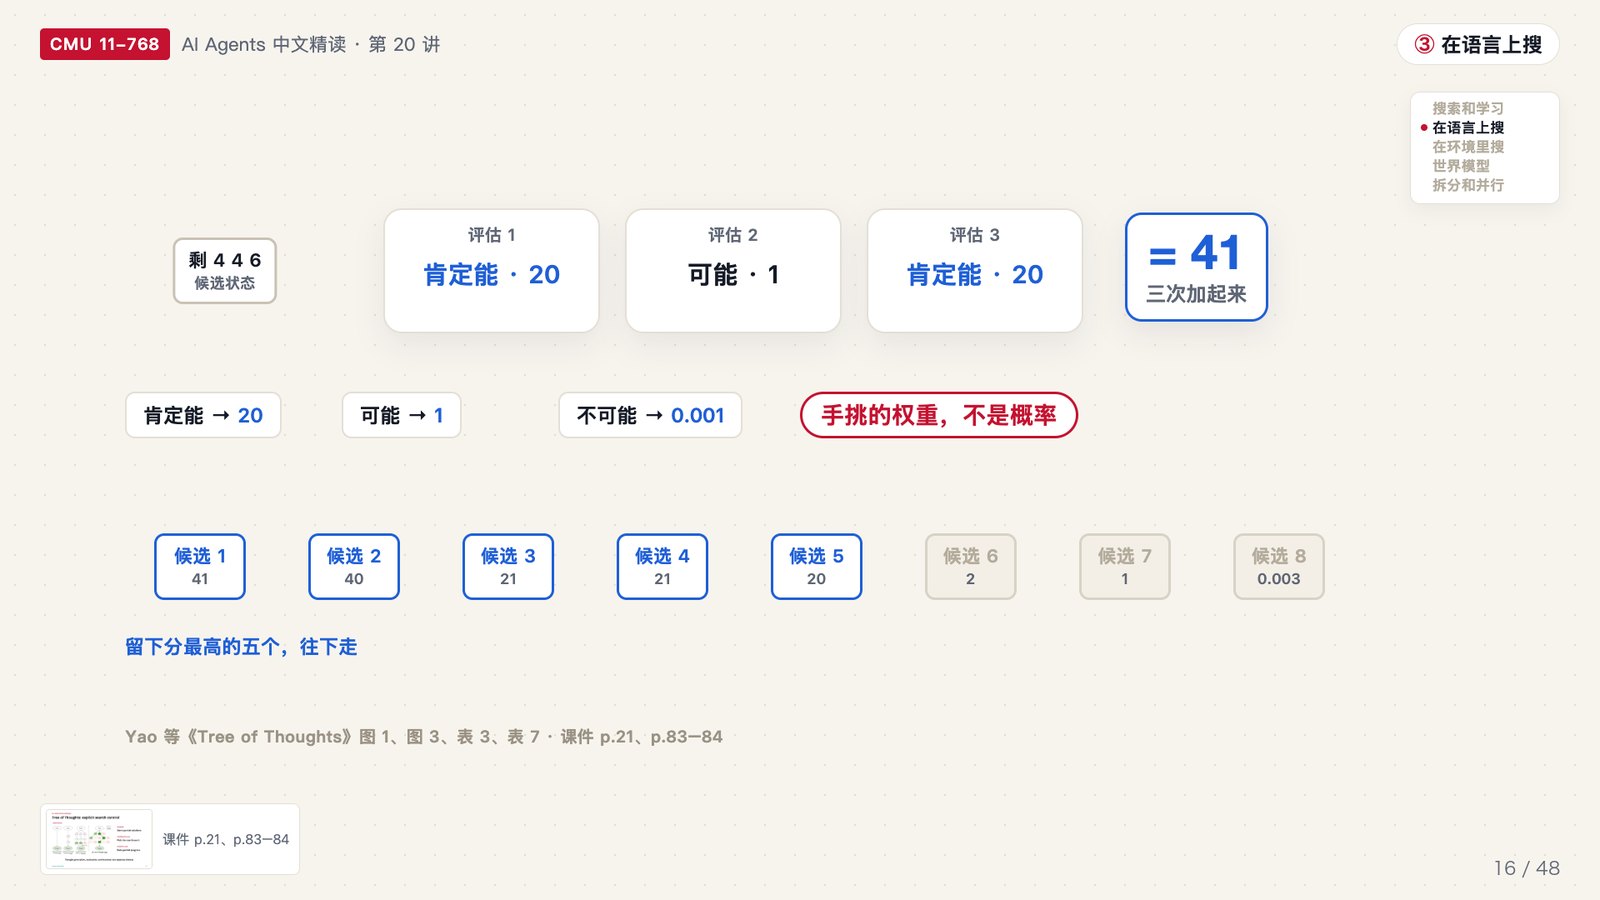 CMU 11-768 AI Agents 中文精读 · 第 20 讲
③ 在语言上搜
搜索和学习
在语言上搜
在环境里搜
世界模型
拆分和并行
剩 4 4 6
候选状态
评估 1
肯定能 · 20
评估 2
可能 · 1
评估 3
肯定能 · 20
= 41
三次加起来
肯定能 → 20
可能 → 1
不可能 → 0.001
手挑的权重，不是概率
候选 1
41
候选 2
40
候选 3
21
候选 4
21
候选 5
20
候选 6
2
候选 7
1
候选 8
0.003
留下分最高的五个，往下走
Yao 等《Tree of Thoughts》图 1、图 3、表 3、表 7 · 课件 p.21、p.83–84
Tree of Thoughts: explicit search control
课件 p.21、p.83–84
16 / 48